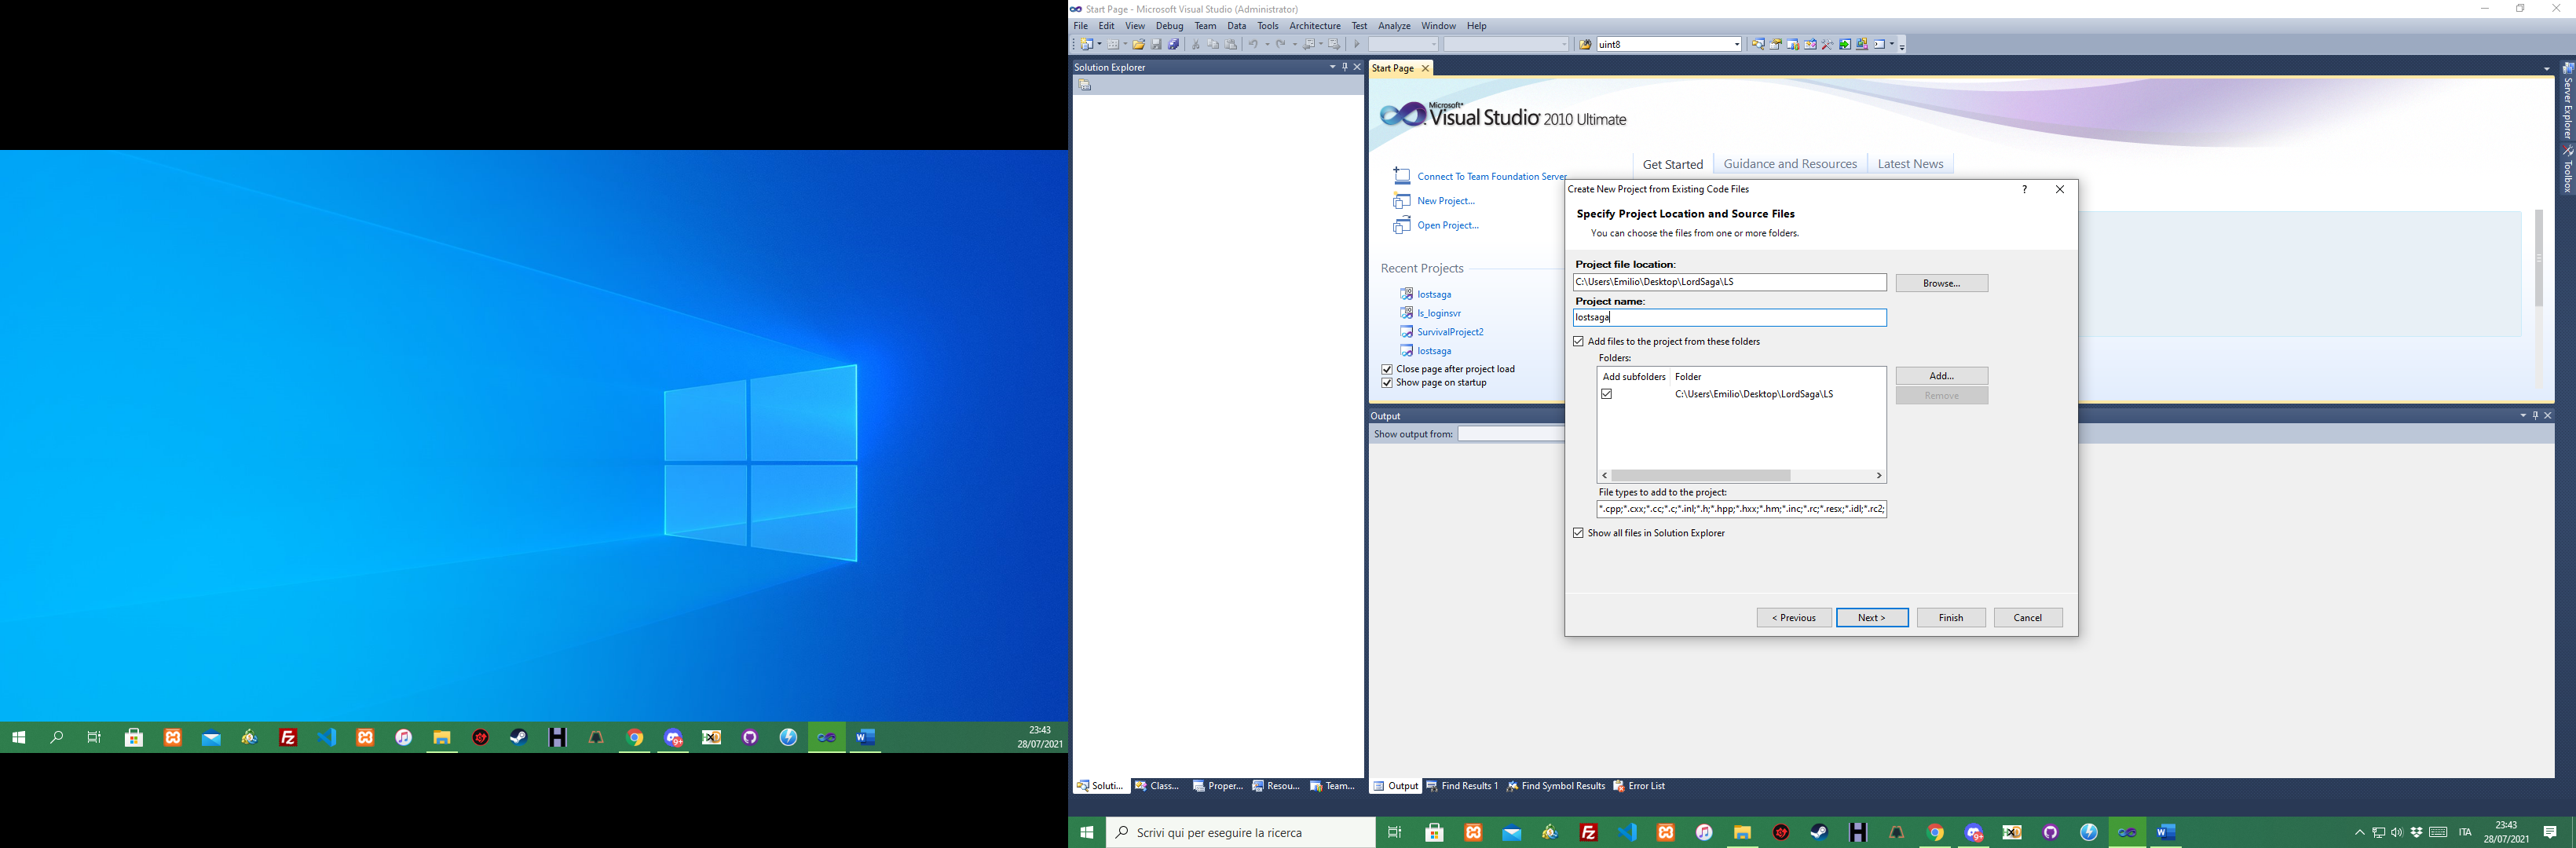 23:43
28/07/2021
Start Page - Microsoft Visual Studio (Administrator)
File Edit View Debug Team Data Tools Architecture Test Analyze Window Help
uint8
Solution Explorer
Start Page
Server Explorer
Toolbox
Microsoft
Visual Studio 2010 Ultimate
Connect To Team Foundation Server
New Project...
Open Project...
Get Started Guidance and Resources Latest News
Recent Projects
lostsaga
ls_loginsvr
SurvivalProject2
lostsaga
Close page after project load
Show page on startup
Output
Show output from:
Create New Project from Existing Code Files
?
Specify Project Location and Source Files
You can choose the files from one or more folders.
Project file location:
C:\Users\Emilio\Desktop\LordSaga\LS
Browse...
Project name:
lostsaga
Add files to the project from these folders
Folders:
Add subfolders Folder
C:\Users\Emilio\Desktop\LordSaga\LS
Add...
Remove
File types to add to the project:
*.cpp;*.cxx;*.cc;*.c;*.inl;*.h;*.hpp;*.hxx;*.hm;*.inc;*.rc;*.resx;*.idl;*.rc2;
Show all files in Solution Explorer
< Previous Next > Finish Cancel
Soluti... Class... Proper... Resou... Team...
Output Find Results 1 Find Symbol Results Error List
Scrivi qui per eseguire la ricerca
ITA
23:43
28/07/2021